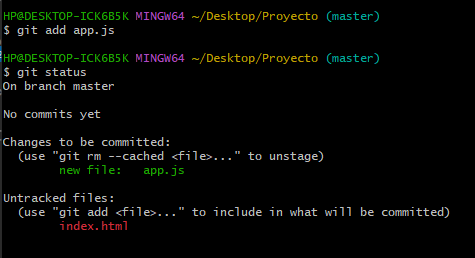 HP@DESKTOP-ICK6B5K MINGW64 ~/Desktop/Proyecto (master)
$ git add app.js
HP@DESKTOP-ICK6B5K MINGW64 ~/Desktop/Proyecto (master)
$ git status
On branch master
No commits yet
Changes to be committed:
  (use "git rm --cached <file>..." to unstage)
        new file:   app.js
Untracked files:
  (use "git add <file>..." to include in what will be committed)
        index.html